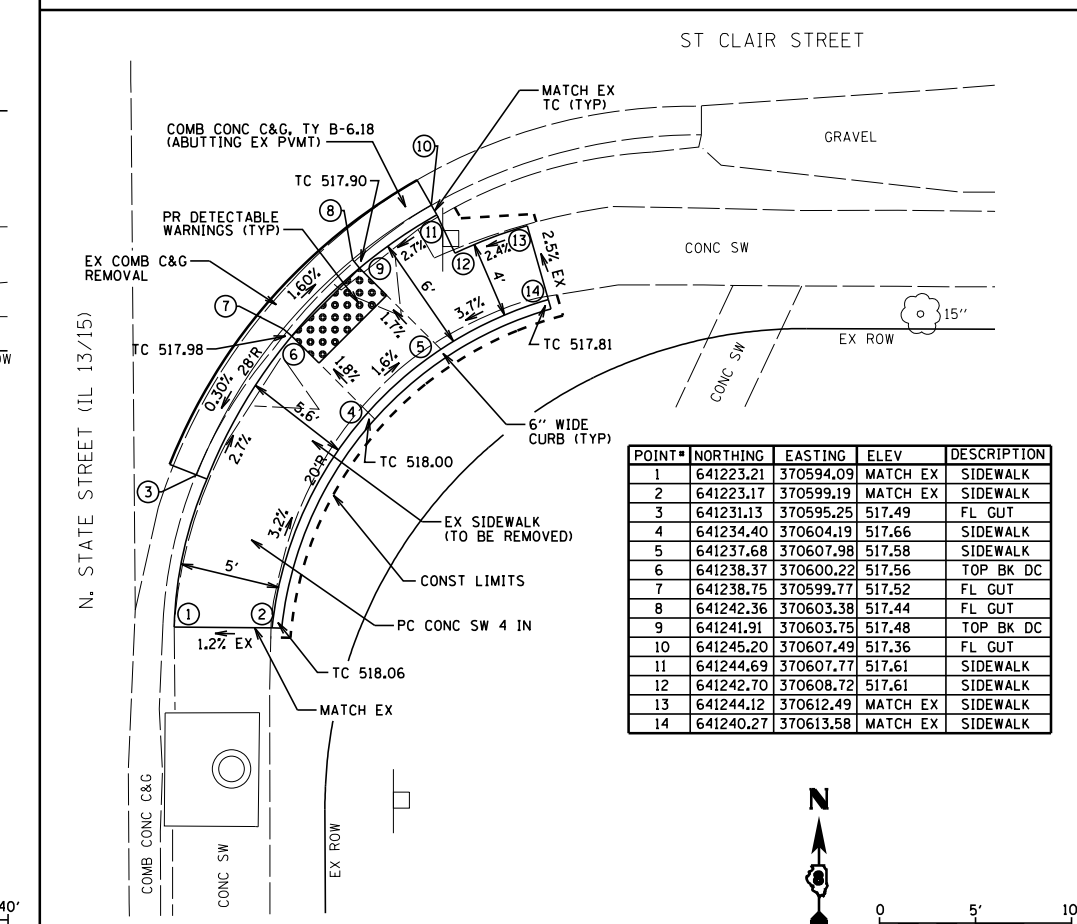 ST CLAIR STREET
MATCH EX
TC (TYP)
COMB CONC C&G, TY B-6.18
(ABUTTING EX PVMT)
GRAVEL
10
TC 517.90
8
PR DETECTABLE
WARNINGS (TYP)
11
13
2.7%
2.4%
12
9
CONC SW
EX COMB C&G
REMOVAL
1.60%
2.5% EX
6'
4'
14
7
3.7%
15"
1.7%
TC 517.98
28'R
6
5
TC 517.81
EX ROW
N. STATE STREET (IL 13/15)
0.30%
1.8%
1.6%
CONC SW
5.6'
4
6" WIDE
CURB (TYP)
2.7%
20'R
TC 518.00
3
3.2%
EX SIDEWALK
(TO BE REMOVED)
CONST LIMITS
5'
1
2
PC CONC SW 4 IN
1.2% EX
TC 518.06
MATCH EX
COMB CONC C&G
CONC SW
EX ROW
POINT# NORTHING EASTING ELEV DESCRIPTION
1 641223.21 370594.09 MATCH EX SIDEWALK
2 641223.17 370599.19 MATCH EX SIDEWALK
3 641231.13 370595.25 517.49 FL GUT
4 641234.40 370604.19 517.66 SIDEWALK
5 641237.68 370607.98 517.58 SIDEWALK
6 641238.37 370600.22 517.56 TOP BK DC
7 641238.75 370599.77 517.52 FL GUT
8 641242.36 370603.38 517.44 FL GUT
9 641241.91 370603.75 517.48 TOP BK DC
10 641245.20 370607.49 517.36 FL GUT
11 641244.69 370607.77 517.61 SIDEWALK
12 641242.70 370608.72 517.61 SIDEWALK
13 641244.12 370612.49 MATCH EX SIDEWALK
14 641240.27 370613.58 MATCH EX SIDEWALK
N
8
0 5' 10
40'